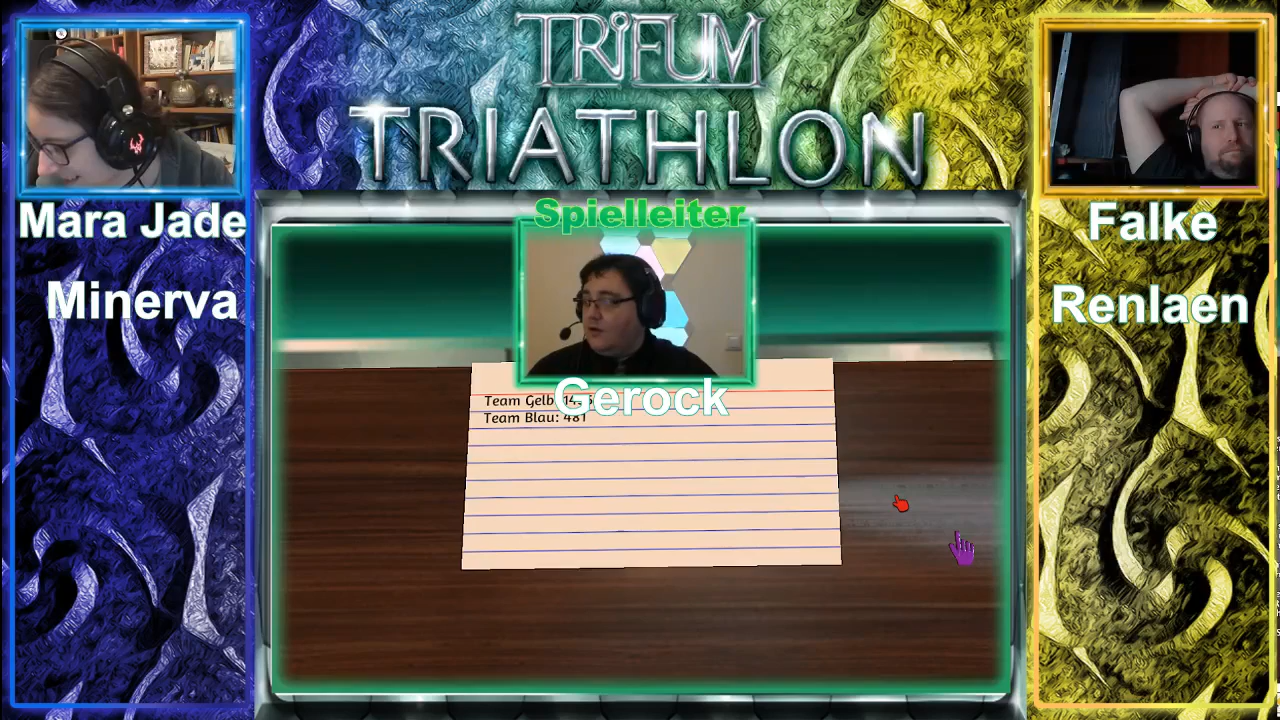 TRIFUM
TRIATHLON
Spielleiter
Mara Jade
Minerva
Falke
Renlaen
Gerock
Team Gelb:
Team Blau: 481